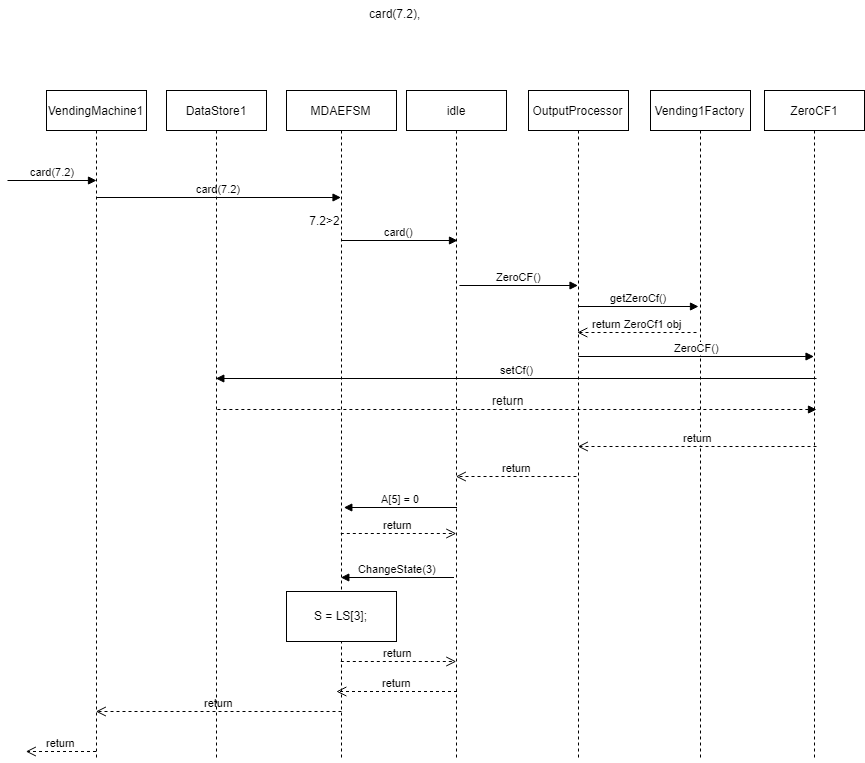 card(7.2),
VendingMachine1
DataStore1
MDAEFSM
idle
OutputProcessor
Vending1Factory
ZeroCF1
card(7.2)
card(7.2)
7.2>2
card()
ZeroCF()
getZeroCf()
return ZeroCf1 obj
ZeroCF()
setCf()
return
return
return
A[5] = 0
return
ChangeState(3)
S = LS[3];
return
return
return
return